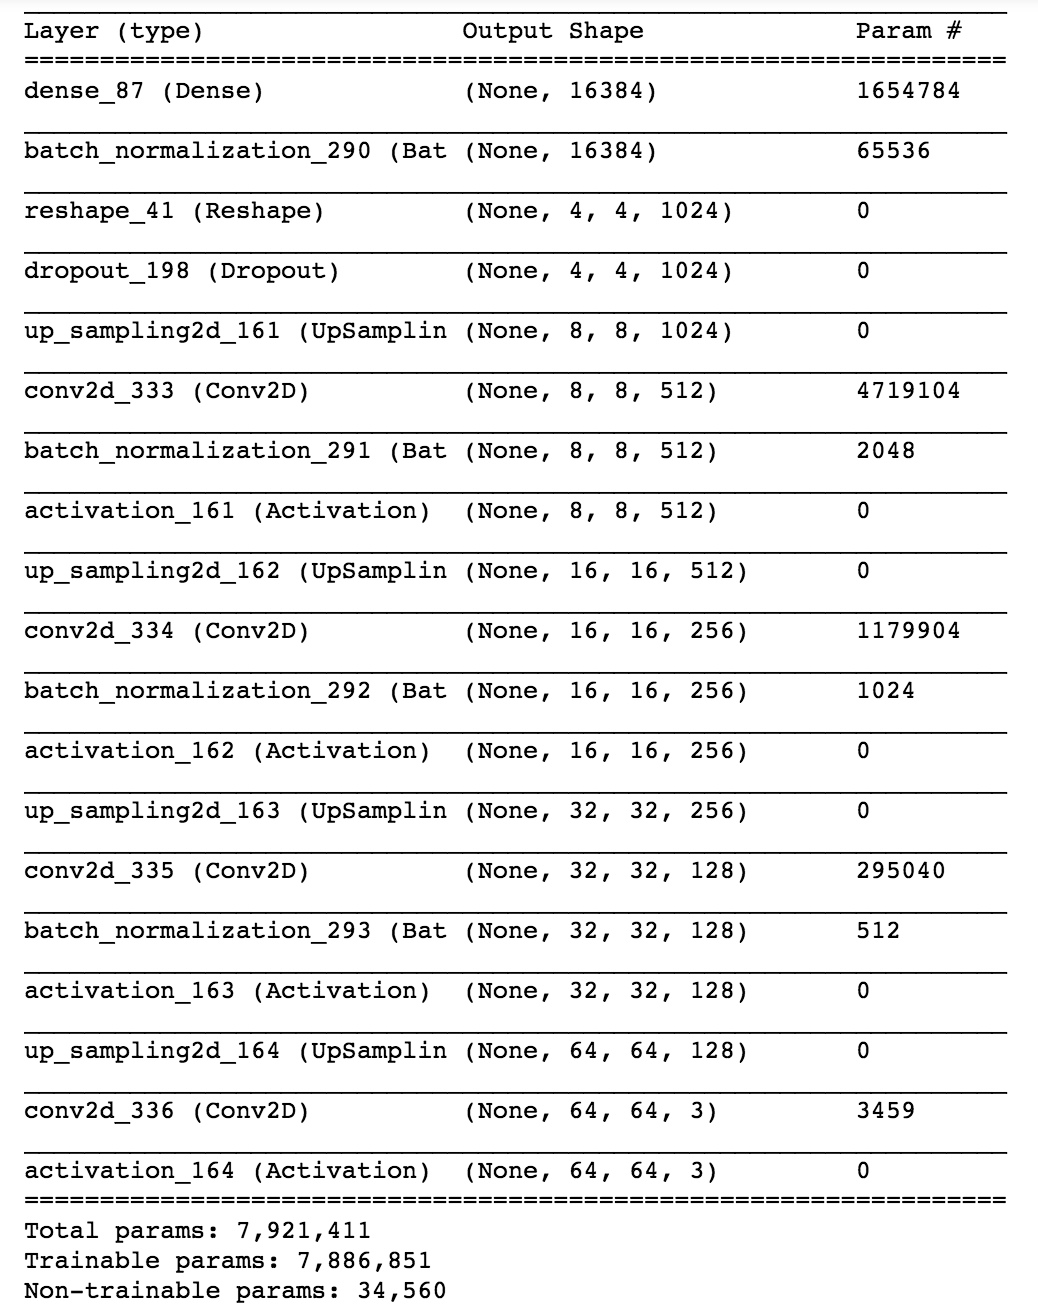 Layer (type) Output Shape Param #
=================================================================
dense_87 (Dense) (None, 16384) 1654784
batch_normalization_290 (Bat (None, 16384) 65536
reshape_41 (Reshape) (None, 4, 4, 1024) 0
dropout_198 (Dropout) (None, 4, 4, 1024) 0
up_sampling2d_161 (UpSamplin (None, 8, 8, 1024) 0
conv2d_333 (Conv2D) (None, 8, 8, 512) 4719104
batch_normalization_291 (Bat (None, 8, 8, 512) 2048
activation_161 (Activation) (None, 8, 8, 512) 0
up_sampling2d_162 (UpSamplin (None, 16, 16, 512) 0
conv2d_334 (Conv2D) (None, 16, 16, 256) 1179904
batch_normalization_292 (Bat (None, 16, 16, 256) 1024
activation_162 (Activation) (None, 16, 16, 256) 0
up_sampling2d_163 (UpSamplin (None, 32, 32, 256) 0
conv2d_335 (Conv2D) (None, 32, 32, 128) 295040
batch_normalization_293 (Bat (None, 32, 32, 128) 512
activation_163 (Activation) (None, 32, 32, 128) 0
up_sampling2d_164 (UpSamplin (None, 64, 64, 128) 0
conv2d_336 (Conv2D) (None, 64, 64, 3) 3459
activation_164 (Activation) (None, 64, 64, 3) 0
=================================================================
Total params: 7,921,411
Trainable params: 7,886,851
Non-trainable params: 34,560